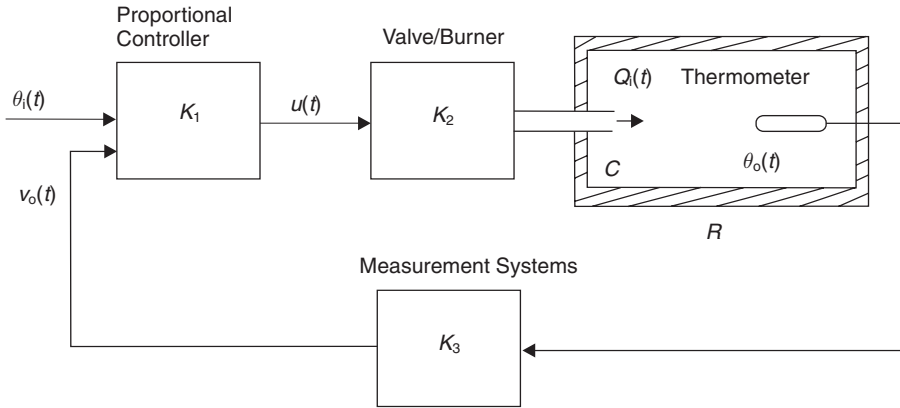 Proportional
Controller
Valve/Burner
θi(t)
K1
u(t)
K2
Qi(t)
Thermometer
θo(t)
C
vo(t)
R
Measurement Systems
K3